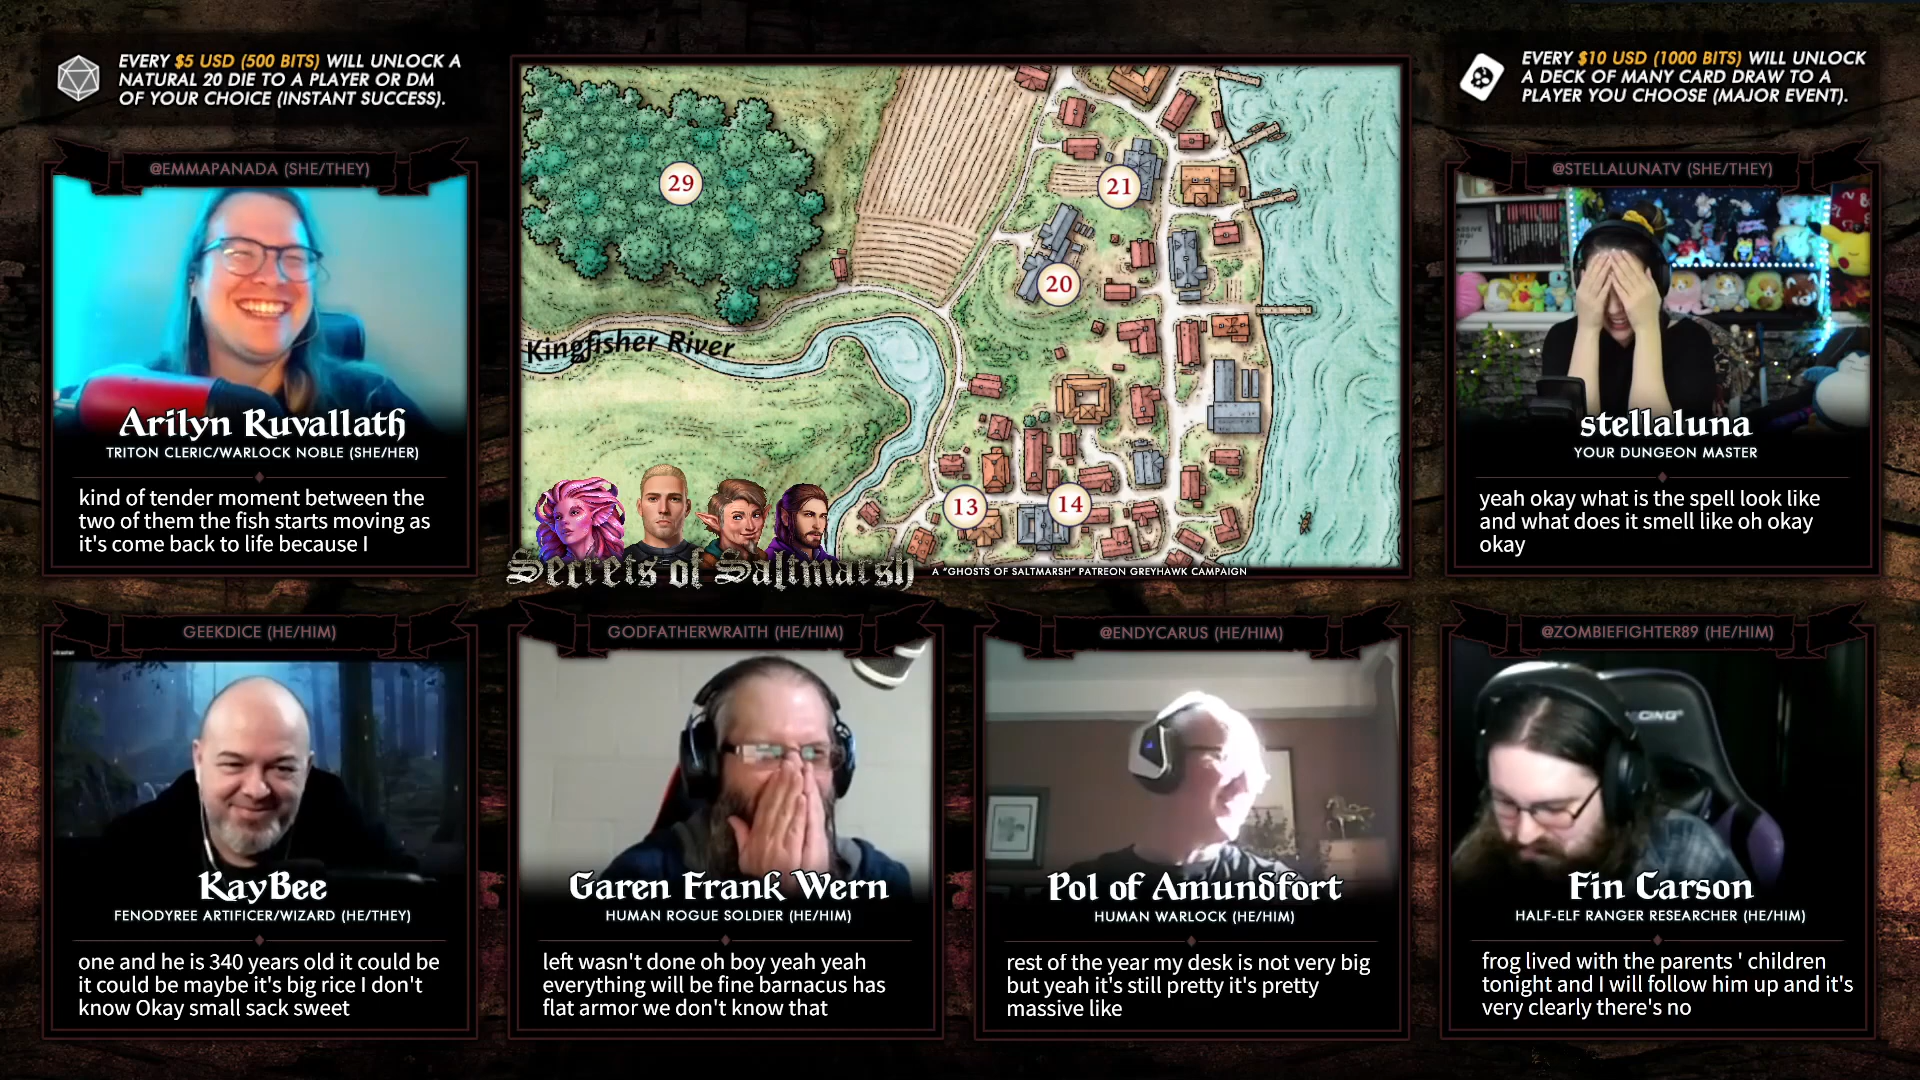 EVERY $5 USD (500 BITS) WILL UNLOCK A
NATURAL 20 DIE TO A PLAYER OR DM
OF YOUR CHOICE (INSTANT SUCCESS).
EVERY $10 USD (1000 BITS) WILL UNLOCK
A DECK OF MANY CARD DRAW TO A
PLAYER YOU CHOOSE (MAJOR EVENT).
@EMMAPANADA (SHE/THEY)
Arilyn Ruvallath
TRITON CLERIC/WARLOCK NOBLE (SHE/HER)
kind of tender moment between the
two of them the fish starts moving as
it's come back to life because I
29
21
20
Kingfisher River
13
14
Secrets of Saltmarsh
A "GHOSTS OF SALTMARSH" PATREON GREYHAWK CAMPAIGN
@STELLALUNATV (SHE/THEY)
stellaluna
YOUR DUNGEON MASTER
yeah okay what is the spell look like
and what does it smell like oh okay
okay
GEEKDICE (HE/HIM)
KayBee
FENODYREE ARTIFICER/WIZARD (HE/THEY)
one and he is 340 years old it could be
it could be maybe it's big rice I don't
know Okay small sack sweet
GODFATHERWRAITH (HE/HIM)
Garen Frank Wern
HUMAN ROGUE SOLDIER (HE/HIM)
left wasn't done oh boy yeah yeah
everything will be fine barnacus has
flat armor we don't know that
@ENDYCARUS (HE/HIM)
Pol of Amundfort
HUMAN WARLOCK (HE/HIM)
rest of the year my desk is not very big
but yeah it's still pretty it's pretty
massive like
@ZOMBIEFIGHTER89 (HE/HIM)
Fin Carson
HALF-ELF RANGER RESEARCHER (HE/HIM)
frog lived with the parents ' children
tonight and I will follow him up and it's
very clearly there's no